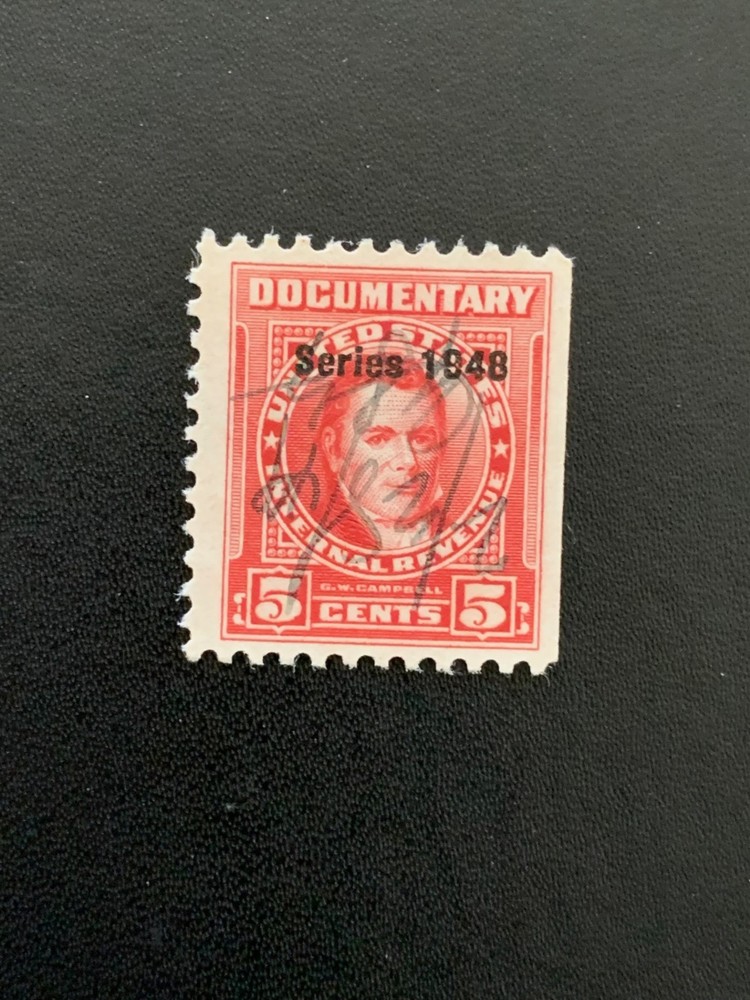 DOCUMENTARY
UNITED STATES
Series 1948
INTERNAL REVENUE
G.W. CAMPBELL
5 CENTS 5